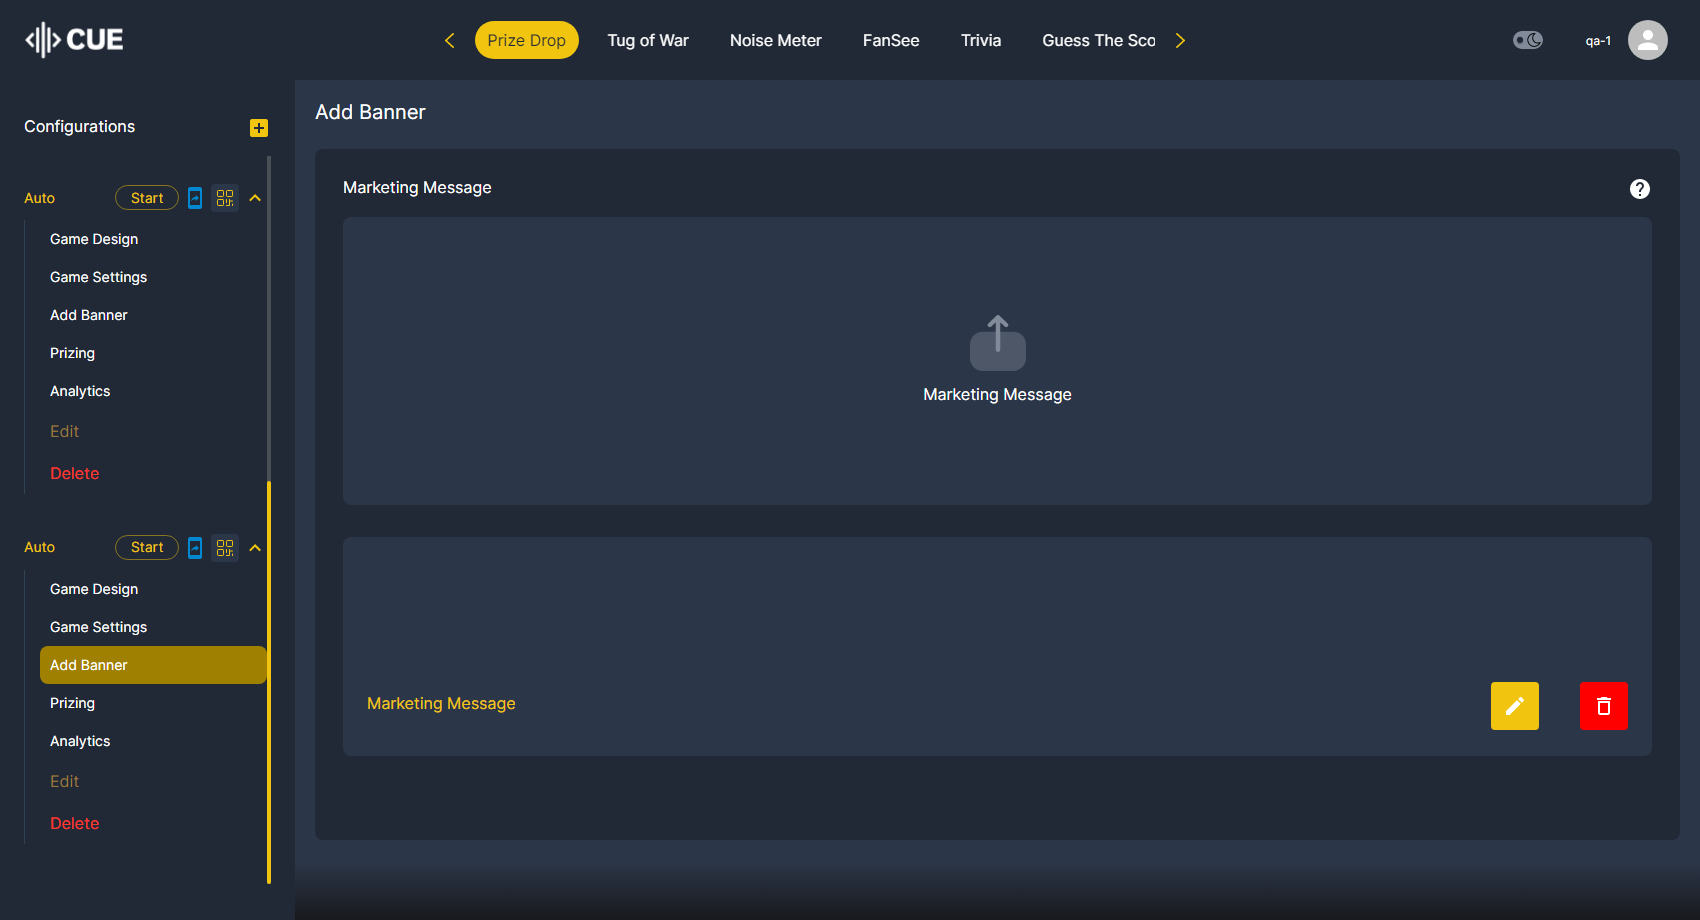 CUE
Prize Drop
Tug of War
Noise Meter
FanSee
Trivia
Guess The Sco
qa-1
Configurations
Add Banner
Auto
Start
Game Design
Game Settings
Add Banner
Prizing
Analytics
Edit
Delete
Auto
Start
Game Design
Game Settings
Add Banner
Prizing
Analytics
Edit
Delete
Marketing Message
?
Marketing Message
Marketing Message